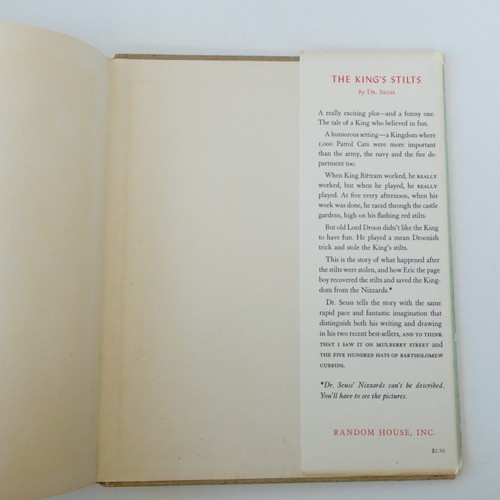 THE KING'S STILTS
by DR. SEUSS
A really exciting plot—and a funny one.
The tale of a King who believed in fun.
A humorous setting—a Kingdom where
1,000 Patrol Cats were more important
than the army, the navy and the fire de-
partment too.
When King Birtram worked, he REALLY
worked, but when he played, he REALLY
played. At five every afternoon, when his
work was done, he raced through the castle
gardens, high on his flashing red stilts.
But old Lord Droon didn't like the King
to have fun. He played a mean Droonish
trick and stole the King's stilts.
This is the story of what happened after
the stilts were stolen, and how Eric the page
boy recovered the stilts and saved the King-
dom from the Nizzards.*
Dr. Seuss tells the story with the same
rapid pace and fantastic imagination that
distinguish both his writing and drawing
in his two recent best-sellers, AND TO THINK
THAT I SAW IT ON MULBERRY STREET and
THE FIVE HUNDRED HATS OF BARTHOLOMEW
CUBBINS.
*Dr. Seuss' Nizzards can't be described.
You'll have to see the pictures.
RANDOM HOUSE, INC.